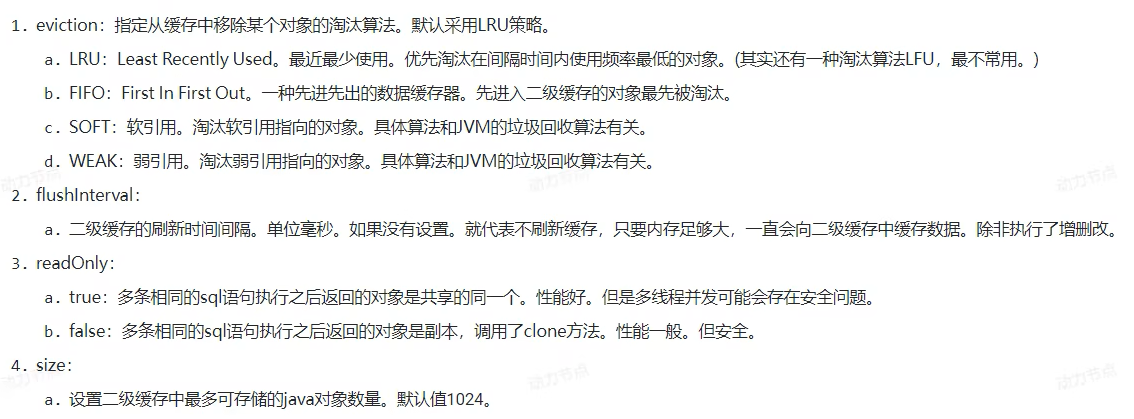 1. eviction：指定从缓存中移除某个对象的淘汰算法。默认采用LRU策略。
a. LRU：Least Recently Used。最近最少使用。优先淘汰在间隔时间内使用频率最低的对象。(其实还有一种淘汰算法LFU，最不常用。)
b. FIFO：First In First Out。一种先进先出的数据缓存器。先进入二级缓存的对象最先被淘汰。
c. SOFT：软引用。淘汰软引用指向的对象。具体算法和JVM的垃圾回收算法有关。
d. WEAK：弱引用。淘汰弱引用指向的对象。具体算法和JVM的垃圾回收算法有关。
动力节点 动力节点 动力节点
2. flushInterval：
a. 二级缓存的刷新时间间隔。单位毫秒。如果没有设置。就代表不刷新缓存，只要内存足够大，一直会向二级缓存中缓存数据。除非执行了增删改。
3. readOnly：
a. true：多条相同的sql语句执行之后返回的对象是共享的同一个。性能好。但是多线程并发可能会存在安全问题。
b. false：多条相同的sql语句执行之后返回的对象是副本，调用了clone方法。性能一般。但安全。
4. size：
动力节点 动力节点 动力节点
a. 设置二级缓存中最多可存储的java对象数量。默认值1024。